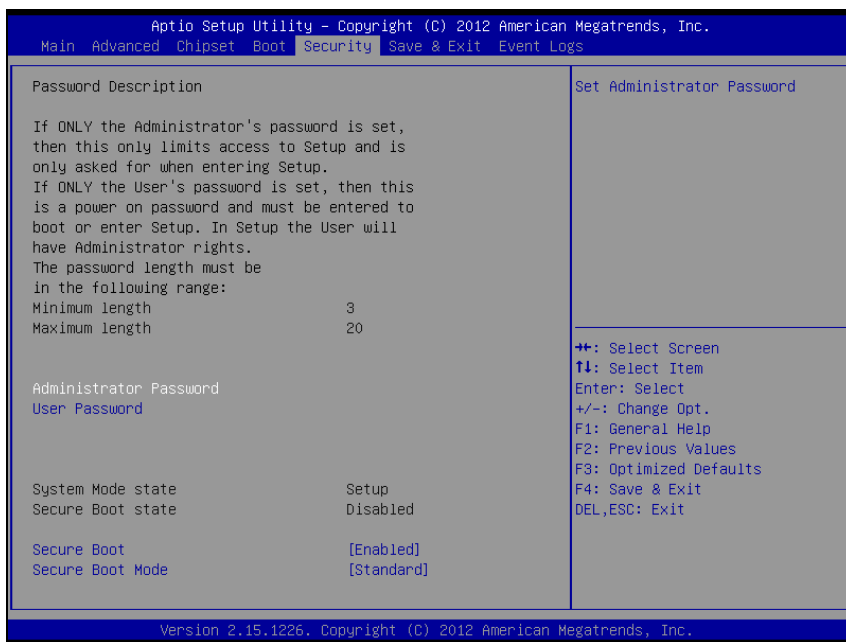 Aptio Setup Utility – Copyright (C) 2012 American Megatrends, Inc.
Main Advanced Chipset Boot Security Save & Exit Event Logs
Password Description
If ONLY the Administrator's password is set,
then this only limits access to Setup and is
only asked for when entering Setup.
If ONLY the User's password is set, then this
is a power on password and must be entered to
boot or enter Setup. In Setup the User will
have Administrator rights.
The password length must be
in the following range:
Minimum length 3
Maximum length 20
Administrator Password
User Password
System Mode state Setup
Secure Boot state Disabled
Secure Boot [Enabled]
Secure Boot Mode [Standard]
Set Administrator Password
→←: Select Screen
↑↓: Select Item
Enter: Select
+/-: Change Opt.
F1: General Help
F2: Previous Values
F3: Optimized Defaults
F4: Save & Exit
DEL,ESC: Exit
Version 2.15.1226. Copyright (C) 2012 American Megatrends, Inc.